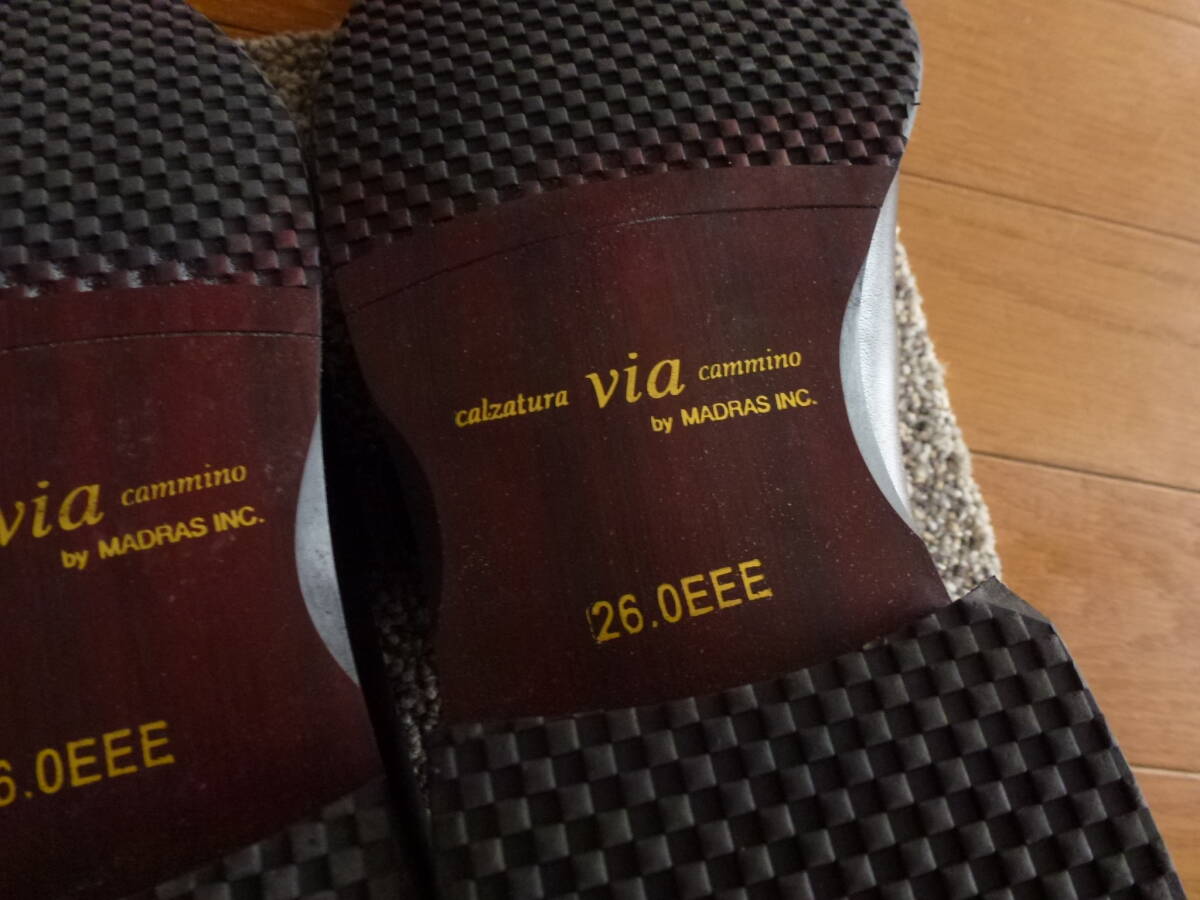 calzatura via cammino
by MADRAS INC.
26.0EEE
via cammino
by MADRAS INC.
6.0EEE